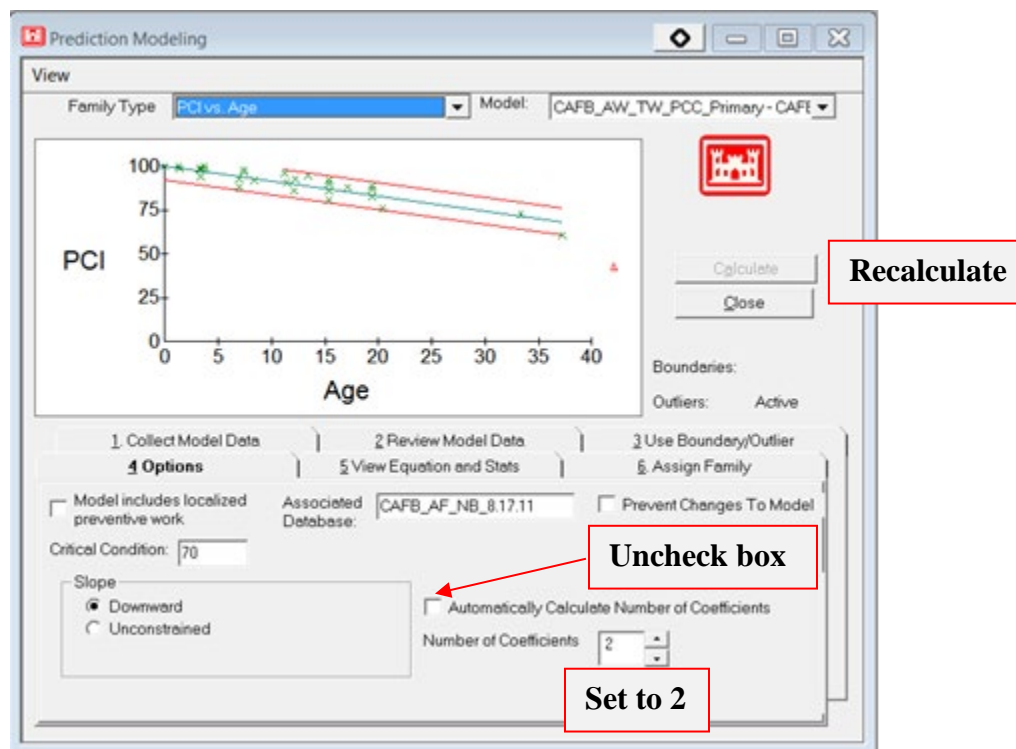 Prediction Modeling
View
Family Type PCI vs. Age Model: CAFB_AW_TW_PCC_Primary - CAFE
100
75
PCI 50
25
0
0 5 10 15 20 25 30 35 40
Age
Calculate
Recalculate
Close
Boundaries:
Outliers: Active
1. Collect Model Data 2 Review Model Data 3 Use Boundary/Outlier
4 Options 5 View Equation and Stats 6. Assign Family
Model includes localized
preventive work
Associated
Database:
CAFB_AF_NB_8.17.11
Prevent Changes To Model
Critical Condition: 70
Uncheck box
Slope
Downward
Unconstrained
Automatically Calculate Number of Coefficients
Number of Coefficients 2
Set to 2